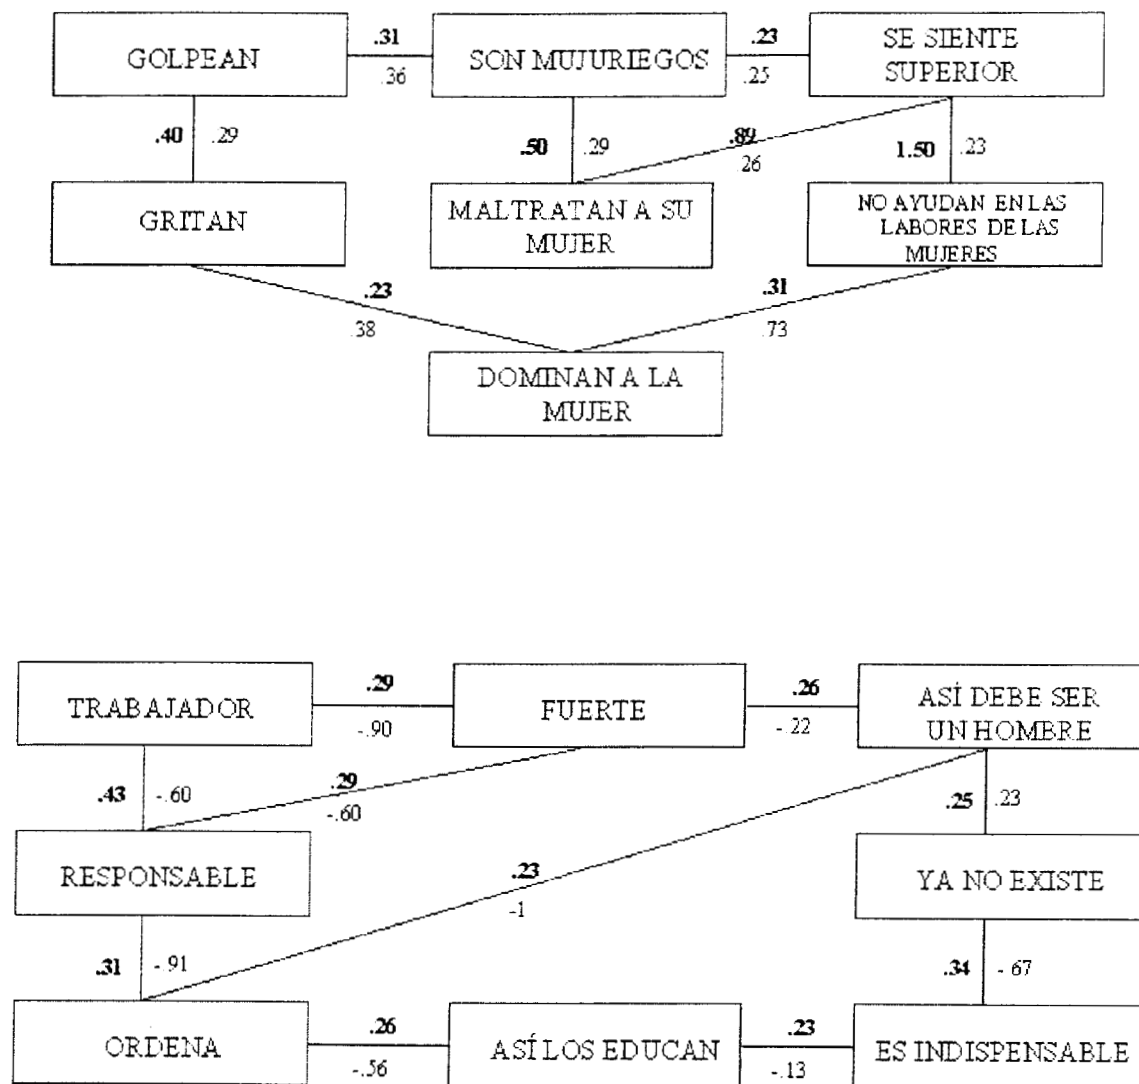 GOLPEAN
.31
.36
SON MUJURIEGOS
.23
.25
SE SIENTE
SUPERIOR
.40
.29
.50
.29
.89
.26
1.50
.23
GRITAN
MALTRATAN A SU
MUJER
NO AYUDAN EN LAS
LABORES DE LAS
MUJERES
.23
.38
.31
.73
DOMINAN A LA
MUJER
TRABAJADOR
.29
-.90
FUERTE
.26
-.22
ASÍ DEBE SER
UN HOMBRE
.43
-.60
.29
-.60
.25
.23
RESPONSABLE
.23
-1
YA NO EXISTE
.31
-.91
.34
-.67
ORDENA
.26
-.56
ASÍ LOS EDUCAN
.23
-.13
ES INDISPENSABLE